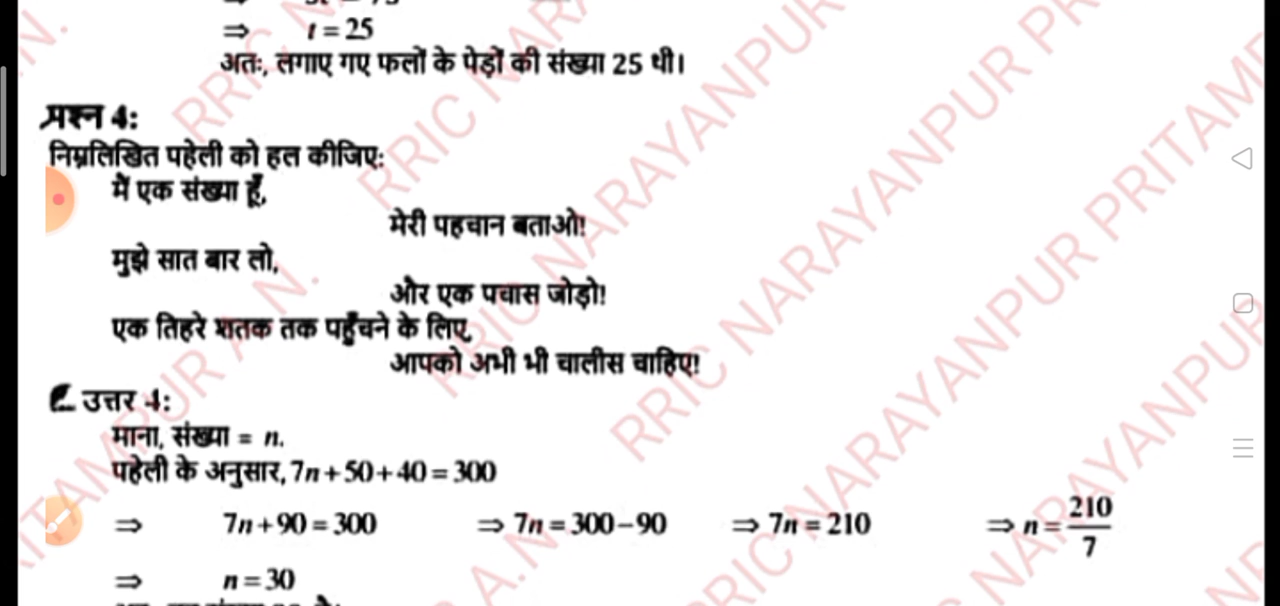 ⇒ t = 25
अतः, लगाए गए फलों के पेड़ों की संख्या 25 थी।
प्रश्न 4:
निम्नलिखित पहेली को हल कीजिए:
मैं एक संख्या हूँ,
मेरी पहचान बताओ!
मुझे सात बार लो,
और एक पचास जोड़ो!
एक तिहरे शतक तक पहुँचने के लिए,
आपको अभी भी चालीस चाहिए!
उत्तर 4:
माना, संख्या = n.
पहेली के अनुसार, 7n + 50 + 40 = 300
⇒ 7n + 90 = 300 ⇒ 7n = 300 – 90 ⇒ 7n = 210 ⇒ n = 210/7
⇒ n = 30